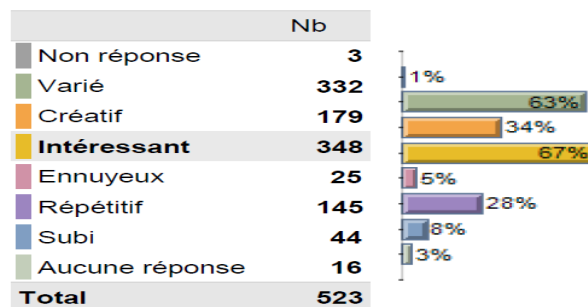 Nb
Non réponse 3 1%
Varié 332 63%
Créatif 179 34%
Intéressant 348 67%
Ennuyeux 25 5%
Répétitif 145 28%
Subi 44 8%
Aucune réponse 16 3%
Total 523